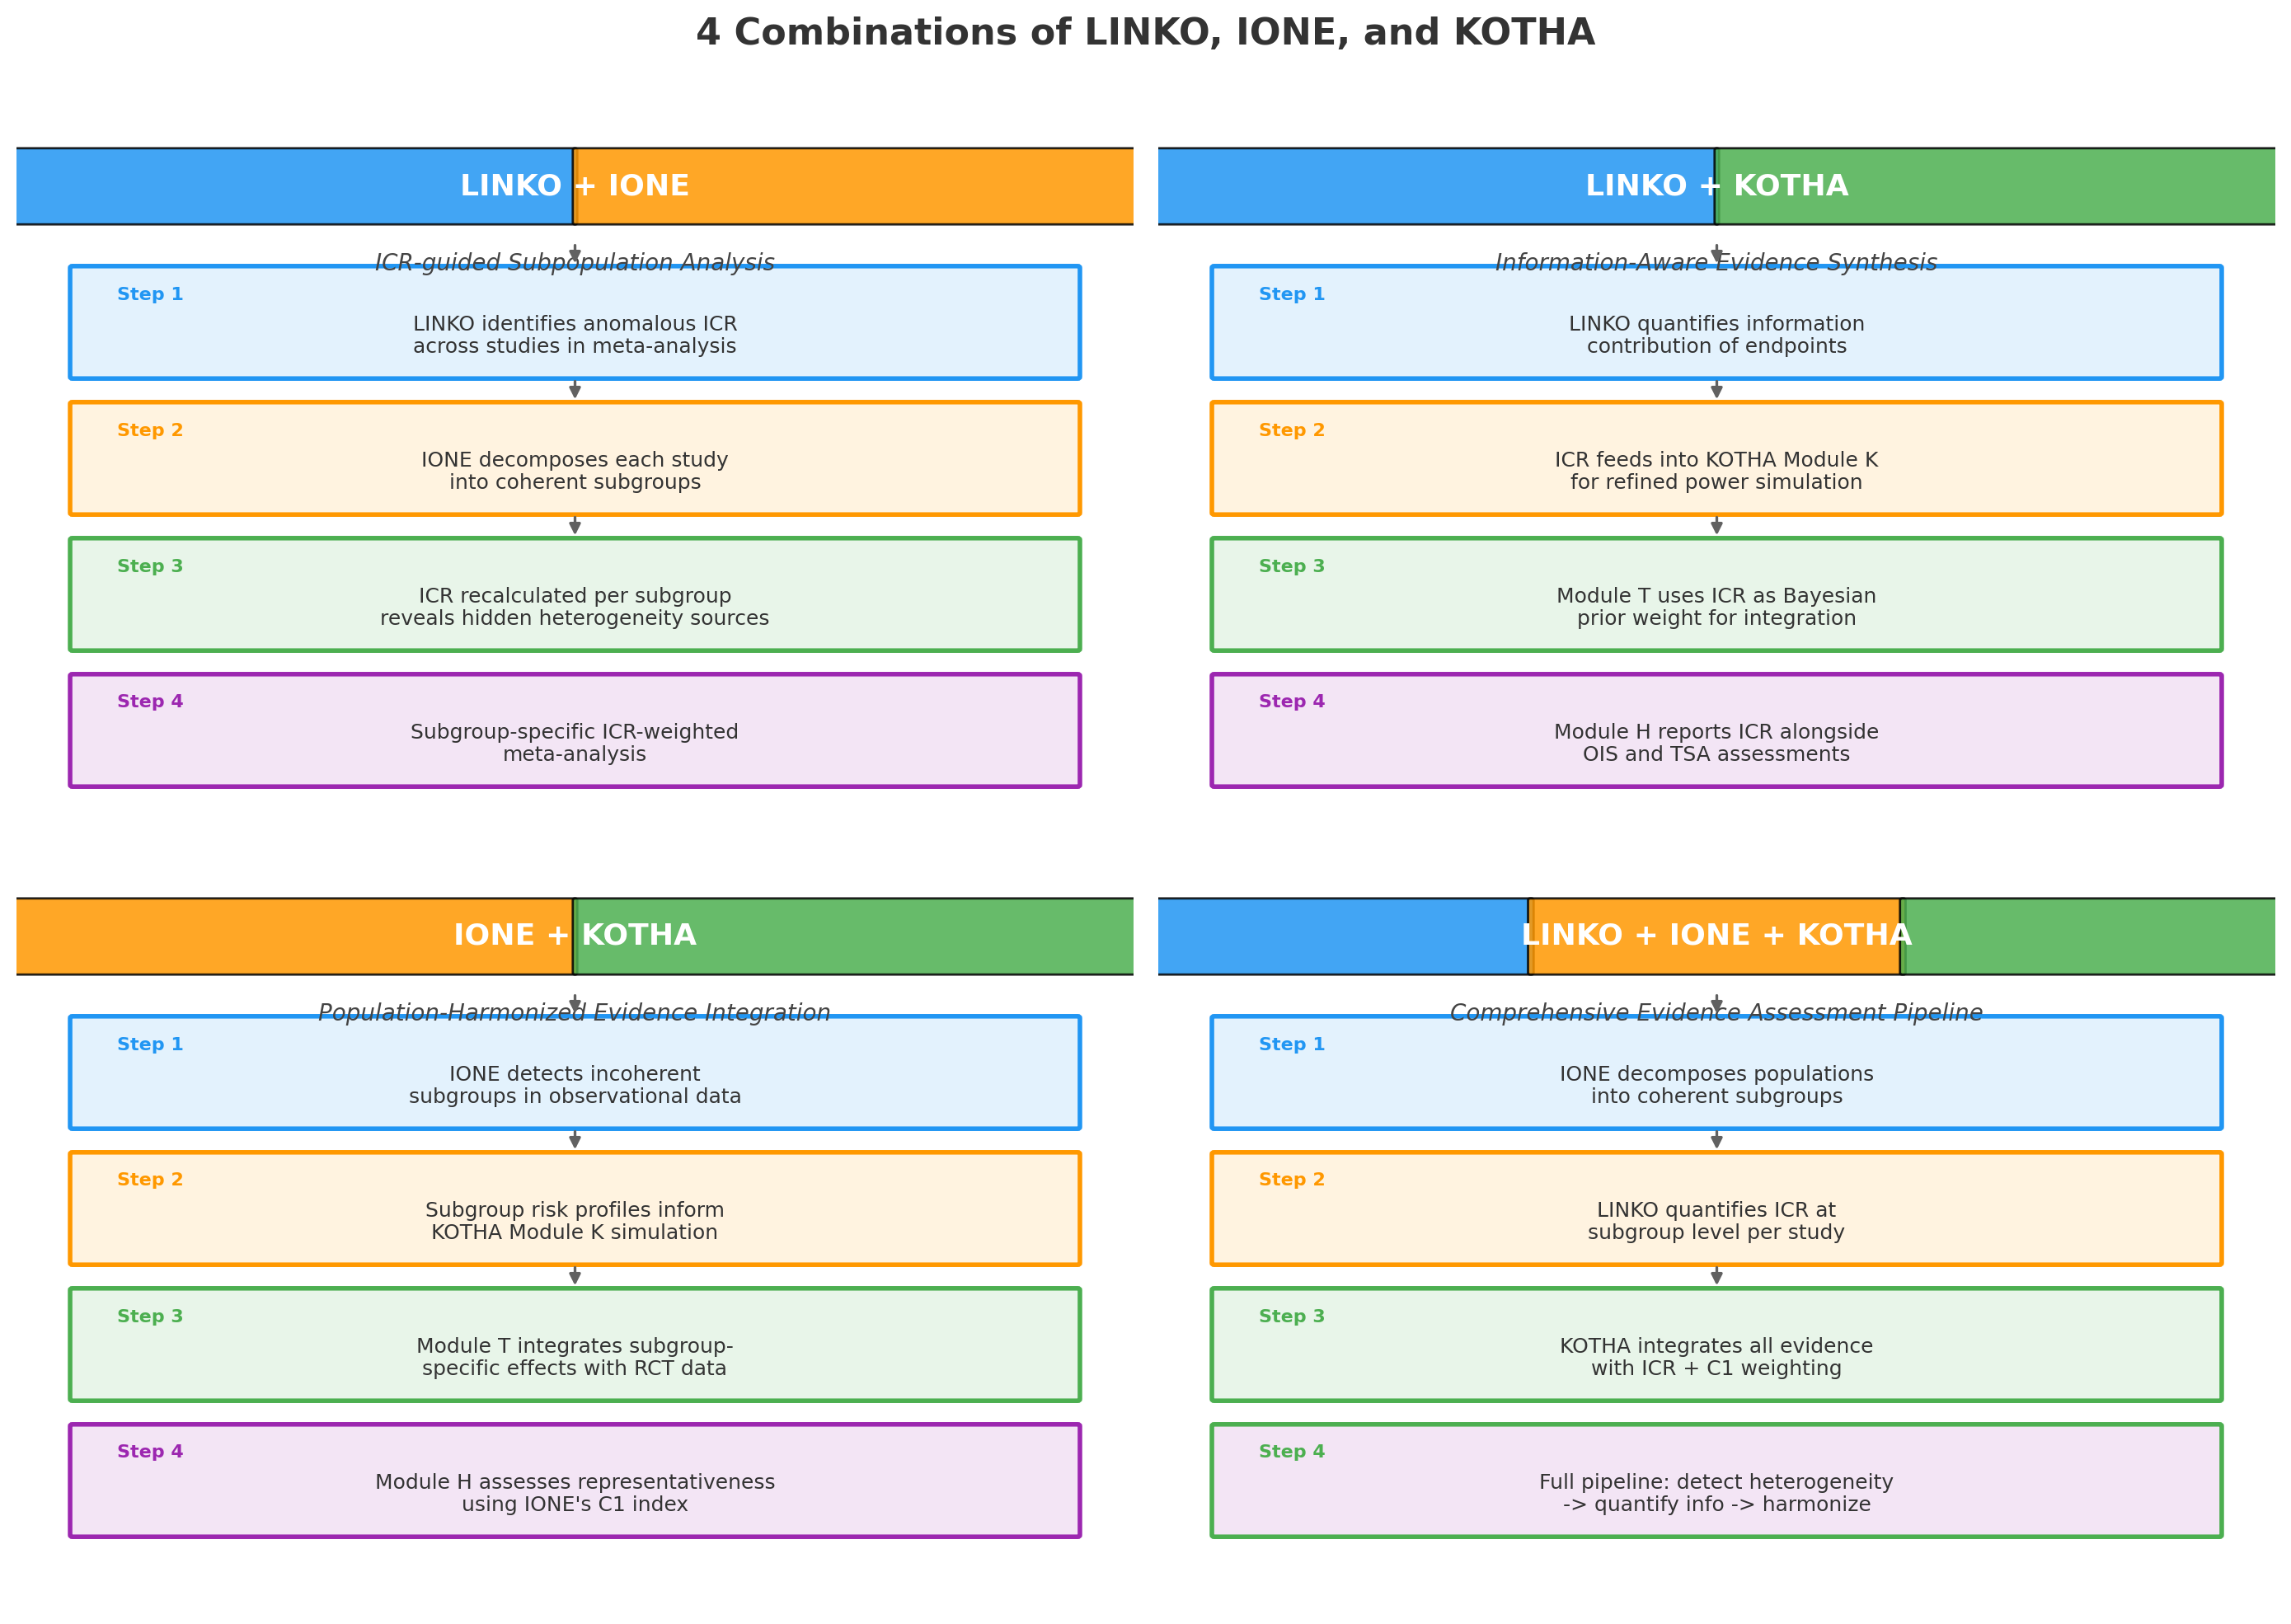 4 Combinations of LINKO, IONE, and KOTHA
LINKO + IONE
ICR-guided Subpopulation Analysis
Step 1
LINKO identifies anomalous ICR
across studies in meta-analysis
Step 2
IONE decomposes each study
into coherent subgroups
Step 3
ICR recalculated per subgroup
reveals hidden heterogeneity sources
Step 4
Subgroup-specific ICR-weighted
meta-analysis
LINKO + KOTHA
Information-Aware Evidence Synthesis
Step 1
LINKO quantifies information
contribution of endpoints
Step 2
ICR feeds into KOTHA Module K
for refined power simulation
Step 3
Module T uses ICR as Bayesian
prior weight for integration
Step 4
Module H reports ICR alongside
OIS and TSA assessments
IONE + KOTHA
Population-Harmonized Evidence Integration
Step 1
IONE detects incoherent
subgroups in observational data
Step 2
Subgroup risk profiles inform
KOTHA Module K simulation
Step 3
Module T integrates subgroup-
specific effects with RCT data
Step 4
Module H assesses representativeness
using IONE's C1 index
LINKO + IONE + KOTHA
Comprehensive Evidence Assessment Pipeline
Step 1
IONE decomposes populations
into coherent subgroups
Step 2
LINKO quantifies ICR at
subgroup level per study
Step 3
KOTHA integrates all evidence
with ICR + C1 weighting
Step 4
Full pipeline: detect heterogeneity
-> quantify info -> harmonize